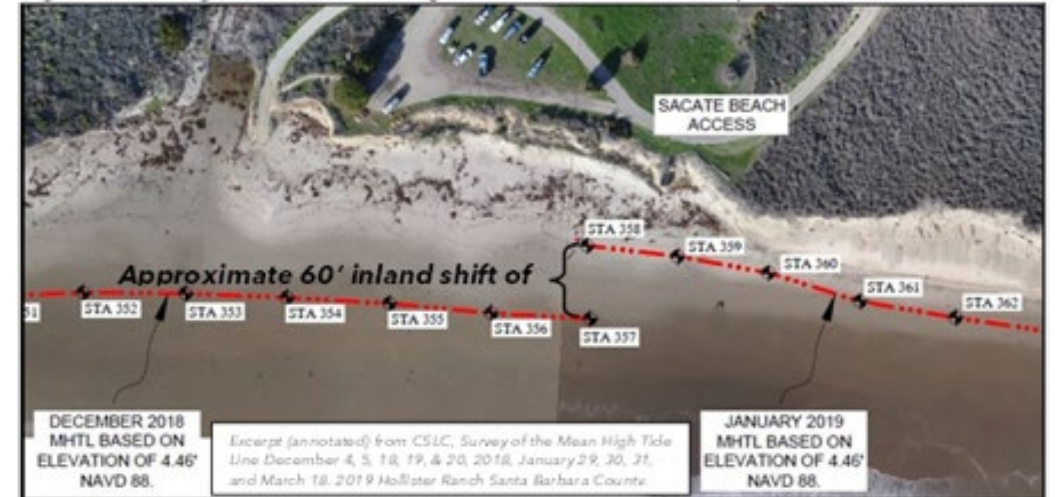 SACATE BEACH
ACCESS
STA 358
STA 359
STA 360
STA 361
STA 362
Approximate 60' inland shift of
51
STA 352
STA 353
STA 354
STA 355
STA 356
STA 357
DECEMBER 2018
MHTL BASED ON
ELEVATION OF 4.46'
NAVD 88.
Excerpt (annotated) from CSLC, Survey of the Mean High Tide
Line December 4, 5, 18, 19, & 20, 2018, January 29, 30, 31,
and March 18. 2019 Hollister Ranch Santa Barbara County.
JANUARY 2019
MHTL BASED ON
ELEVATION OF 4.46'
NAVD 88.